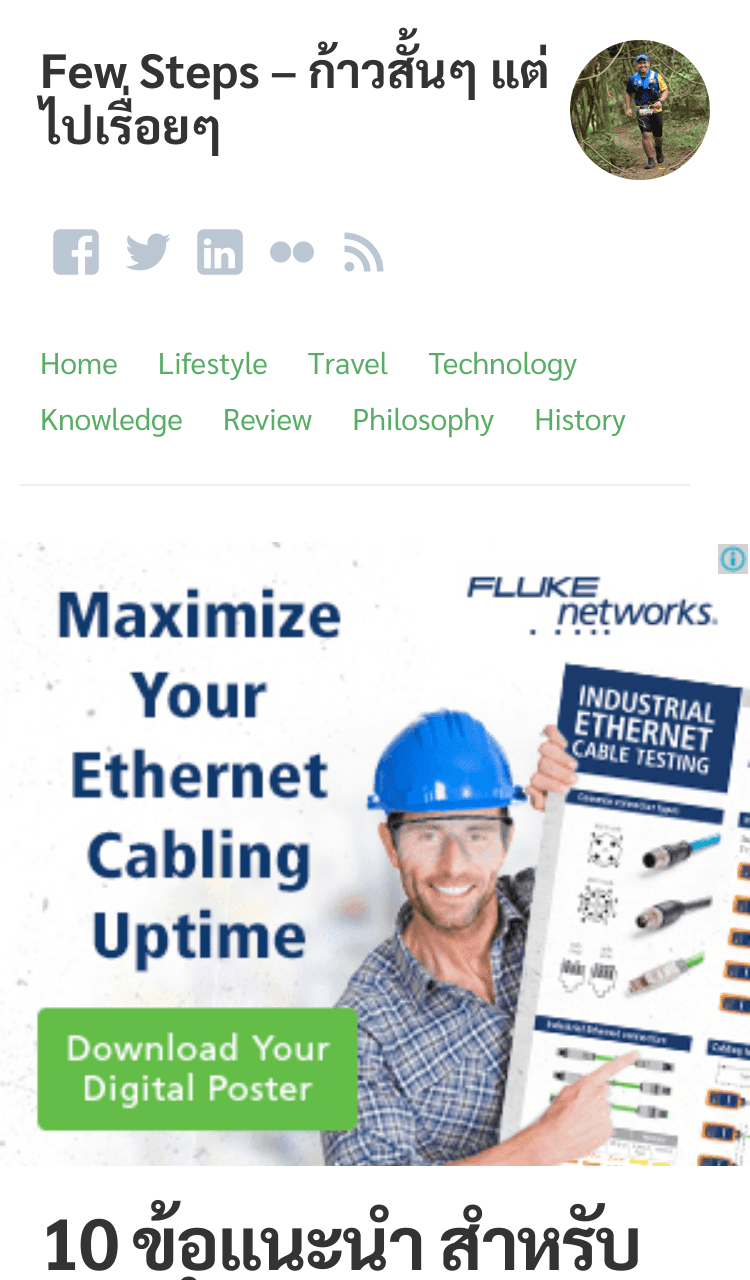 Few Steps – ก้าวสั้นๆ แต่
ไปเรื่อยๆ
Home Lifestyle Travel Technology
Knowledge Review Philosophy History
FLUKE
networks®
Maximize
Your
Ethernet
Cabling
Uptime
INDUSTRIAL
ETHERNET
CABLE TESTING
Download Your
Digital Poster
10 ข้อแนะนำ สำหรับ